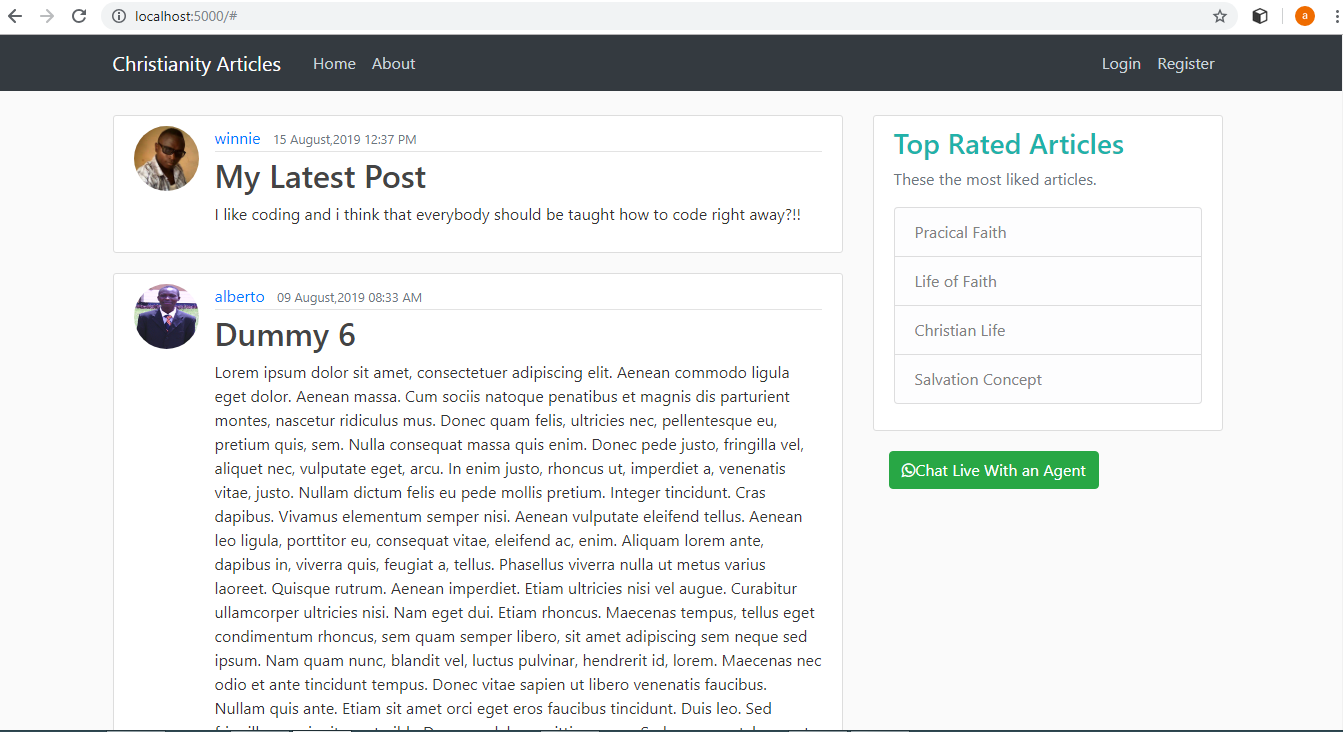 localhost:5000/#
a
Christianity Articles
Home
About
Login
Register
winnie
15 August,2019 12:37 PM
My Latest Post
I like coding and i think that everybody should be taught how to code right away?!!
alberto
09 August,2019 08:33 AM
Dummy 6
Lorem ipsum dolor sit amet, consectetuer adipiscing elit. Aenean commodo ligula
eget dolor. Aenean massa. Cum sociis natoque penatibus et magnis dis parturient
montes, nascetur ridiculus mus. Donec quam felis, ultricies nec, pellentesque eu,
pretium quis, sem. Nulla consequat massa quis enim. Donec pede justo, fringilla vel,
aliquet nec, vulputate eget, arcu. In enim justo, rhoncus ut, imperdiet a, venenatis
vitae, justo. Nullam dictum felis eu pede mollis pretium. Integer tincidunt. Cras
dapibus. Vivamus elementum semper nisi. Aenean vulputate eleifend tellus. Aenean
leo ligula, porttitor eu, consequat vitae, eleifend ac, enim. Aliquam lorem ante,
dapibus in, viverra quis, feugiat a, tellus. Phasellus viverra nulla ut metus varius
laoreet. Quisque rutrum. Aenean imperdiet. Etiam ultricies nisi vel augue. Curabitur
ullamcorper ultricies nisi. Nam eget dui. Etiam rhoncus. Maecenas tempus, tellus eget
condimentum rhoncus, sem quam semper libero, sit amet adipiscing sem neque sed
ipsum. Nam quam nunc, blandit vel, luctus pulvinar, hendrerit id, lorem. Maecenas nec
odio et ante tincidunt tempus. Donec vitae sapien ut libero venenatis faucibus.
Nullam quis ante. Etiam sit amet orci eget eros faucibus tincidunt. Duis leo. Sed
Top Rated Articles
These the most liked articles.
Pracical Faith
Life of Faith
Christian Life
Salvation Concept
Chat Live With an Agent